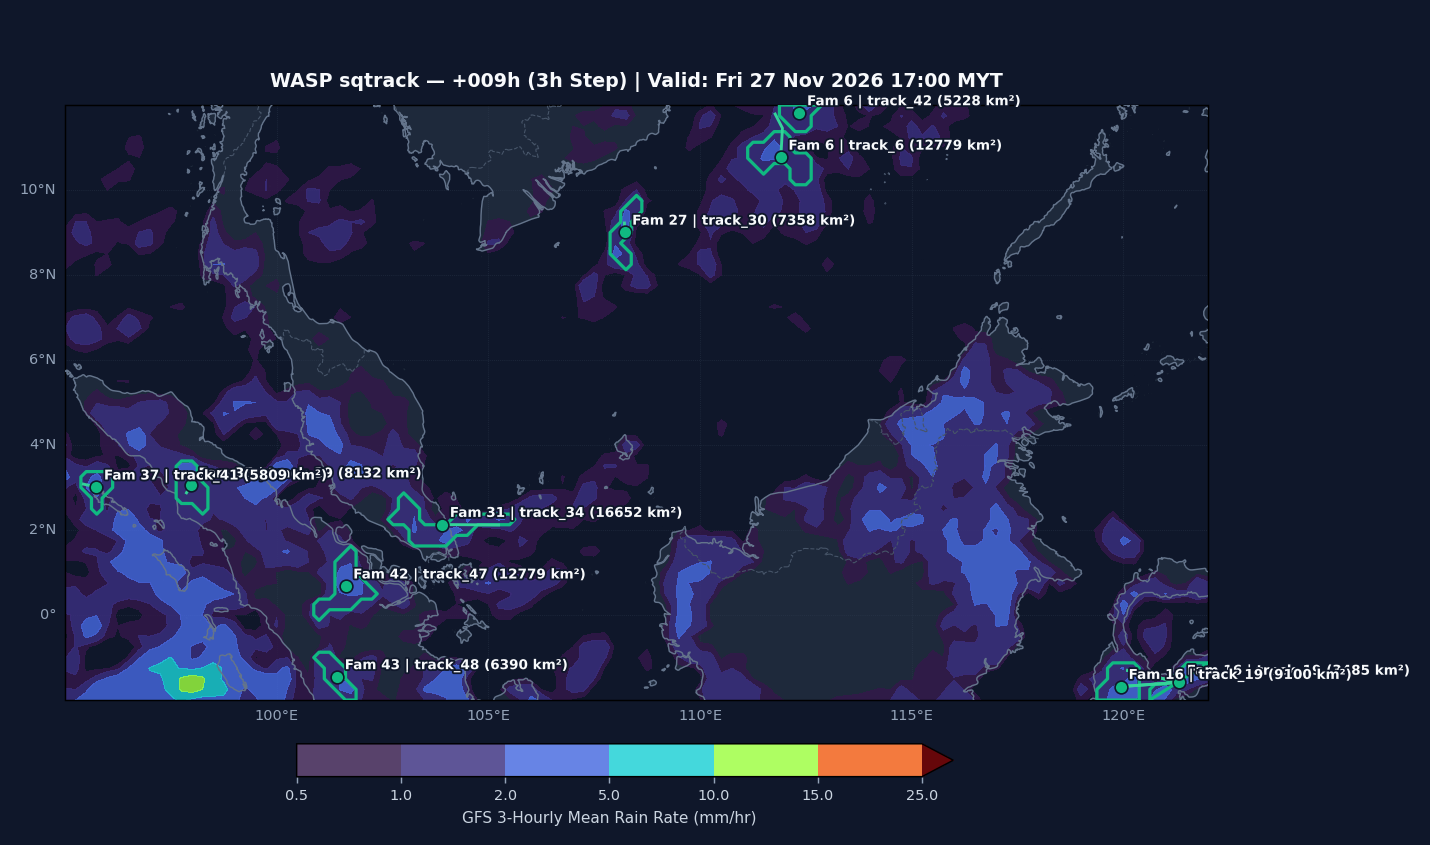 WASP sqtrack — +009h (3h Step) | Valid: Fri 27 Nov 2026 17:00 MYT
Fam 6 | track_42 (5228 km²)
Fam 6 | track_6 (12779 km²)
Fam 27 | track_30 (7358 km²)
Fam 37 | track_41 (5809 km²)
(8132 km²)
Fam 31 | track_34 (16652 km²)
Fam 42 | track_47 (12779 km²)
Fam 43 | track_48 (6390 km²)
Fam 16 | track_19 (9100 km²)
10°N
8°N
6°N
4°N
2°N
0°
100°E 105°E 110°E 115°E 120°E
0.5 1.0 2.0 5.0 10.0 15.0 25.0
GFS 3-Hourly Mean Rain Rate (mm/hr)